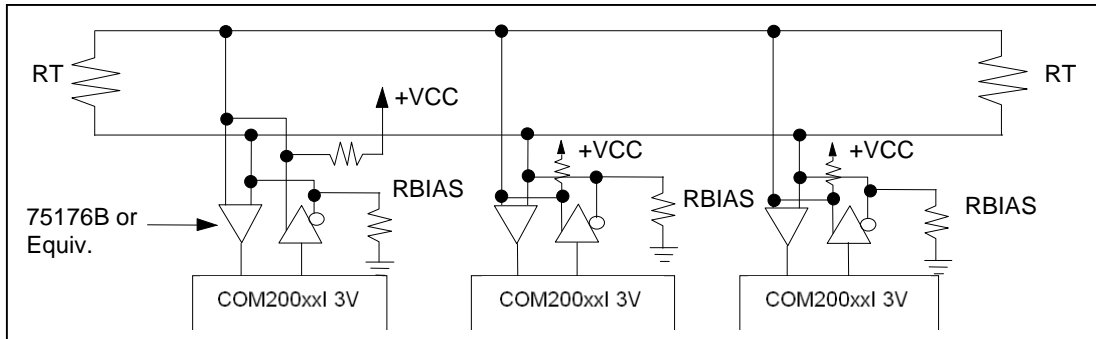 RT
RT
+VCC
+VCC
+VCC
RBIAS
RBIAS
RBIAS
75176B or
Equiv.
COM200xxI 3V
COM200xxI 3V
COM200xxI 3V